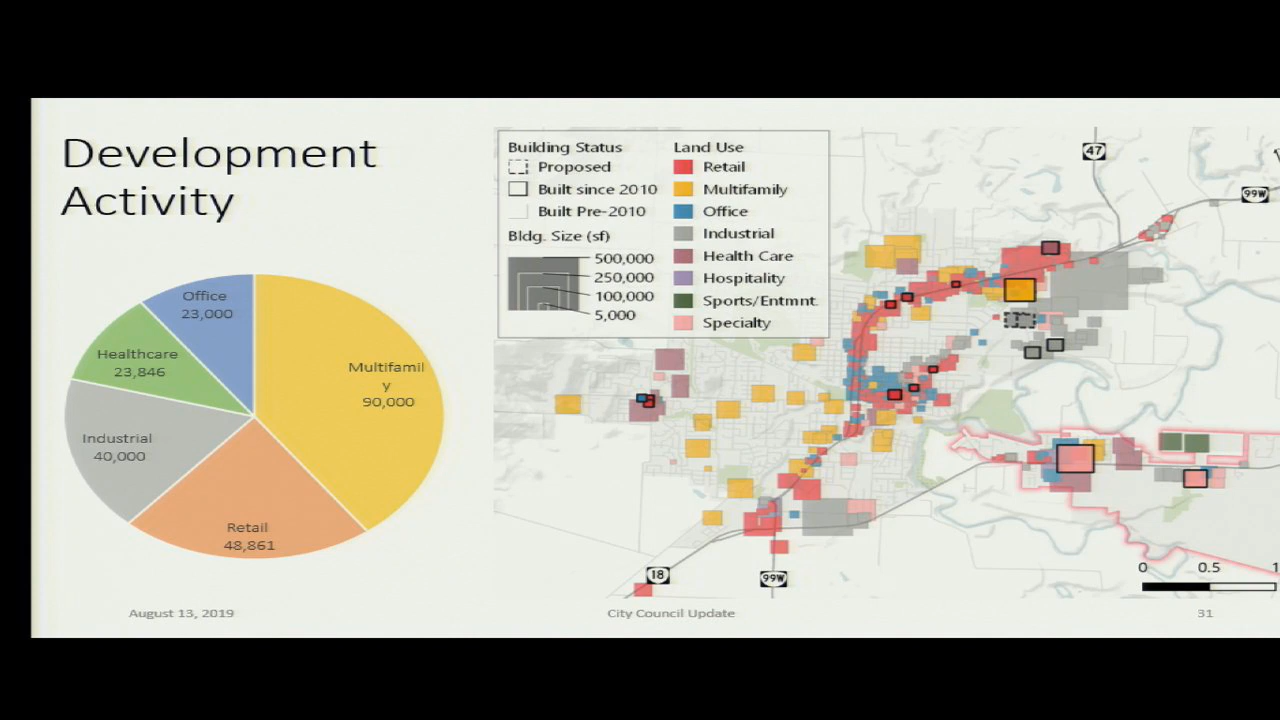 Development
Activity
Office
23,000
Healthcare
23,846
Multifamil
y
90,000
Industrial
40,000
Retail
48,861
Building Status
Proposed
Built since 2010
Built Pre-2010
Bldg. Size (sf)
500,000
250,000
100,000
5,000
Land Use
Retail
Multifamily
Office
Industrial
Health Care
Hospitality
Sports/Entmnt.
Specialty
47
99W
18
99W
0 0.5 1
August 13, 2019
City Council Update
31